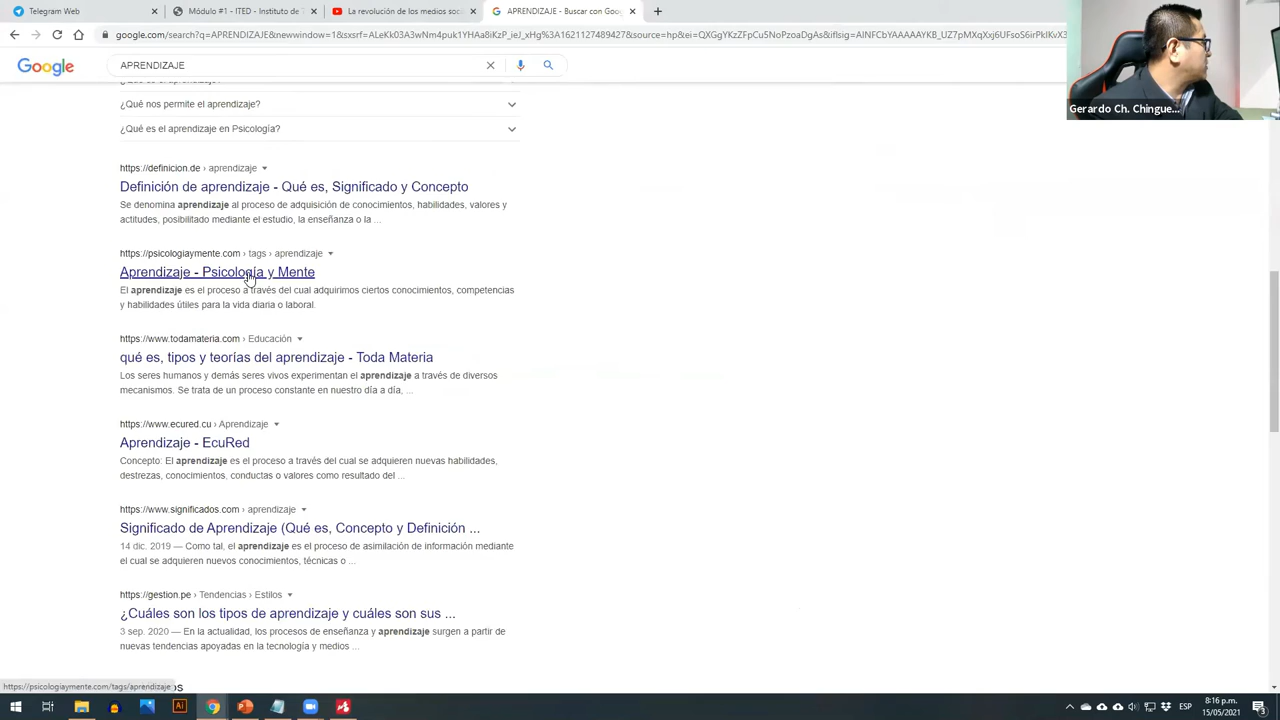 Telegram Web
Módulo #1 - ITED - Instituto de T
La revolución de los medios soci
APRENDIZAJE - Buscar con Goog
google.com/search?q=APRENDIZAJE&newwindow=1&sxsrf=
Google
APRENDIZAJE
¿Qué es el aprendizaje?
¿Qué nos permite el aprendizaje?
¿Qué es el aprendizaje en Psicología?
https://definicion.de › aprendizaje
Definición de aprendizaje - Qué es, Significado y Concepto
Se denomina aprendizaje al proceso de adquisición de conocimientos, habilidades, valores y
actitudes, posibilitado mediante el estudio, la enseñanza o la ...
https://psicologiaymente.com › tags › aprendizaje
Aprendizaje - Psicología y Mente
El aprendizaje es el proceso a través del cual adquirimos ciertos conocimientos, competencias
y habilidades útiles para la vida diaria o laboral.
https://www.todamateria.com › Educación
qué es, tipos y teorías del aprendizaje - Toda Materia
Los seres humanos y demás seres vivos experimentan el aprendizaje a través de diversos
mecanismos. Se trata de un proceso constante en nuestro día a día, ...
https://www.ecured.cu › Aprendizaje
Aprendizaje - EcuRed
Concepto: El aprendizaje es el proceso a través del cual se adquieren nuevas habilidades,
destrezas, conocimientos, conductas o valores como resultado del ...
https://www.significados.com › aprendizaje
Significado de Aprendizaje (Qué es, Concepto y Definición ...
14 dic. 2019 — Como tal, el aprendizaje es el proceso de asimilación de información mediante
el cual se adquieren nuevos conocimientos, técnicas o ...
https://gestion.pe › Tendencias › Estilos
¿Cuáles son los tipos de aprendizaje y cuáles son sus ...
3 sep. 2020 — En la actualidad, los procesos de enseñanza y aprendizaje surgen a partir de
nuevas tendencias apoyadas en la tecnología y medios ...
https://psicologiaymente.com/tags/aprendizaje
Gerardo Ch. Chingue...
ESP
8:16 p.m.
15/05/2021
3